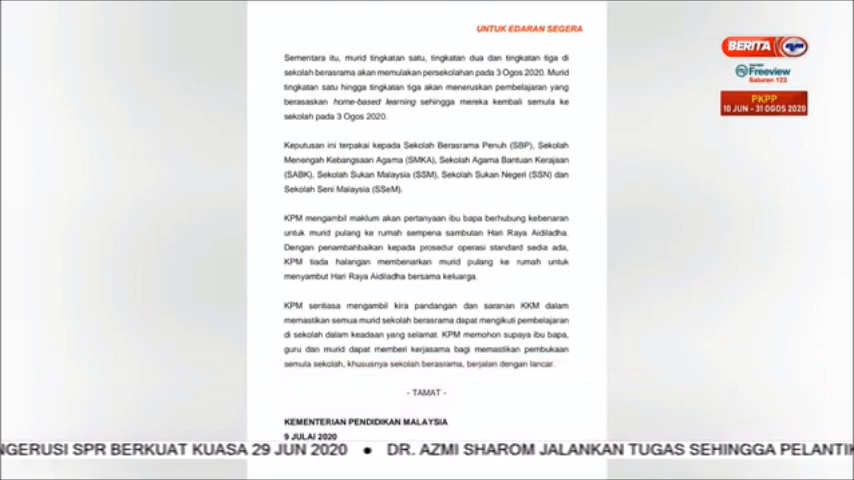 UNTUK EDARAN SEGERA
BERITA
Freeview
Saluran 123
PKPP
10 JUN - 31 OGOS 2020
Sementara itu, murid tingkatan satu, tingkatan dua dan tingkatan tiga di
sekolah berasrama akan memulakan persekolahan pada 3 Ogos 2020. Murid
tingkatan satu hingga tingkatan tiga akan meneruskan pembelajaran yang
berasaskan home-based learning sehingga mereka kembali semula ke
sekolah pada 3 Ogos 2020.
Keputusan ini terpakai kepada Sekolah Berasrama Penuh (SBP), Sekolah
Menengah Kebangsaan Agama (SMKA), Sekolah Agama Bantuan Kerajaan
(SABK), Sekolah Sukan Malaysia (SSM), Sekolah Sukan Negeri (SSN) dan
Sekolah Seni Malaysia (SSeM).
KPM mengambil maklum akan pertanyaan ibu bapa berhubung kebenaran
untuk murid pulang ke rumah sempena sambutan Hari Raya Aidiladha.
Dengan penambahbaikan kepada prosedur operasi standard sedia ada,
KPM tiada halangan membenarkan murid pulang ke rumah untuk
menyambut Hari Raya Aidiladha bersama keluarga.
KPM sentiasa mengambil kira pandangan dan saranan KKM dalam
memastikan semua murid sekolah berasrama dapat mengikuti pembelajaran
di sekolah dalam keadaan yang selamat. KPM memohon supaya ibu bapa,
guru dan murid dapat memberi kerjasama bagi memastikan pembukaan
semula sekolah, khususnya sekolah berasrama, berjalan dengan lancar.
- TAMAT -
KEMENTERIAN PENDIDIKAN MALAYSIA
9 JULAI 2020
NGERUSI SPR BERKUAT KUASA 29 JUN 2020 ● DR. AZMI SHAROM JALANKAN TUGAS SEHINGGA PELANTIK